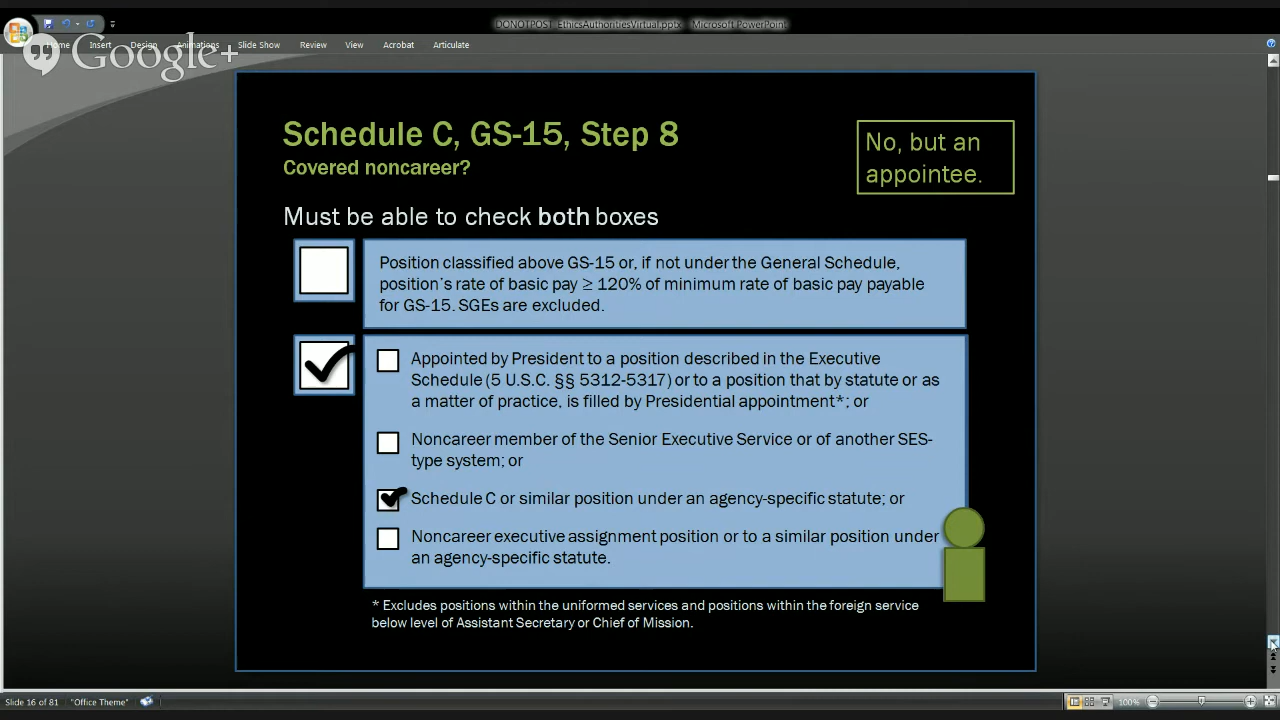 DONOTPOST_EthicsAuthoritiesVirtual.pptx - Microsoft PowerPoint
Home Insert Design Animations Slide Show Review View Acrobat Articulate
Google+
Schedule C, GS-15, Step 8
Covered noncareer?
No, but an
appointee.
Must be able to check both boxes
Position classified above GS-15 or, if not under the General Schedule,
position's rate of basic pay ≥ 120% of minimum rate of basic pay payable
for GS-15. SGEs are excluded.
Appointed by President to a position described in the Executive
Schedule (5 U.S.C. §§ 5312-5317) or to a position that by statute or as
a matter of practice, is filled by Presidential appointment*; or
Noncareer member of the Senior Executive Service or of another SES-
type system; or
Schedule C or similar position under an agency-specific statute; or
Noncareer executive assignment position or to a similar position under
an agency-specific statute.
* Excludes positions within the uniformed services and positions within the foreign service
below level of Assistant Secretary or Chief of Mission.
Slide 16 of 81 "Office Theme" 100%